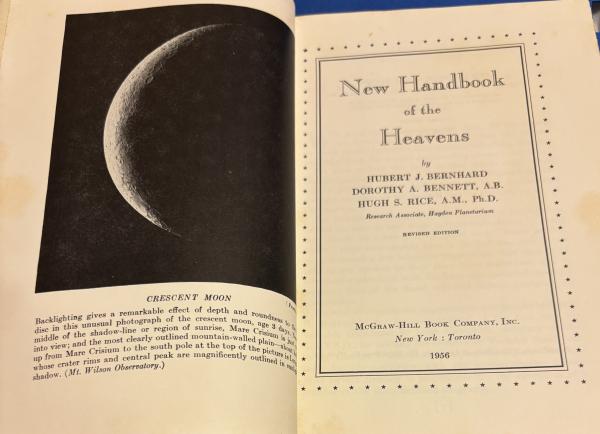 CRESCENT MOON
Backlighting gives a remarkable effect of depth and roundness to the
disc in this unusual photograph of the crescent moon, age 3 days.
middle of the shadow-line or region of sunrise, Mare Crisium is just
into view; and the most clearly outlined mountain-walled plain—
up from Mare Crisium to the south pole at the top of the picture is
whose crater rims and central peak are magnificently outlined in
shadow. (Mt. Wilson Observatory.)
New Handbook
of the
Heavens
by
HUBERT J. BERNHARD
DOROTHY A. BENNETT, A.B.
HUGH S. RICE, A.M., Ph.D.
Research Associate, Hayden Planetarium
REVISED EDITION
McGRAW-HILL BOOK COMPANY, INC.
New York : Toronto
1956